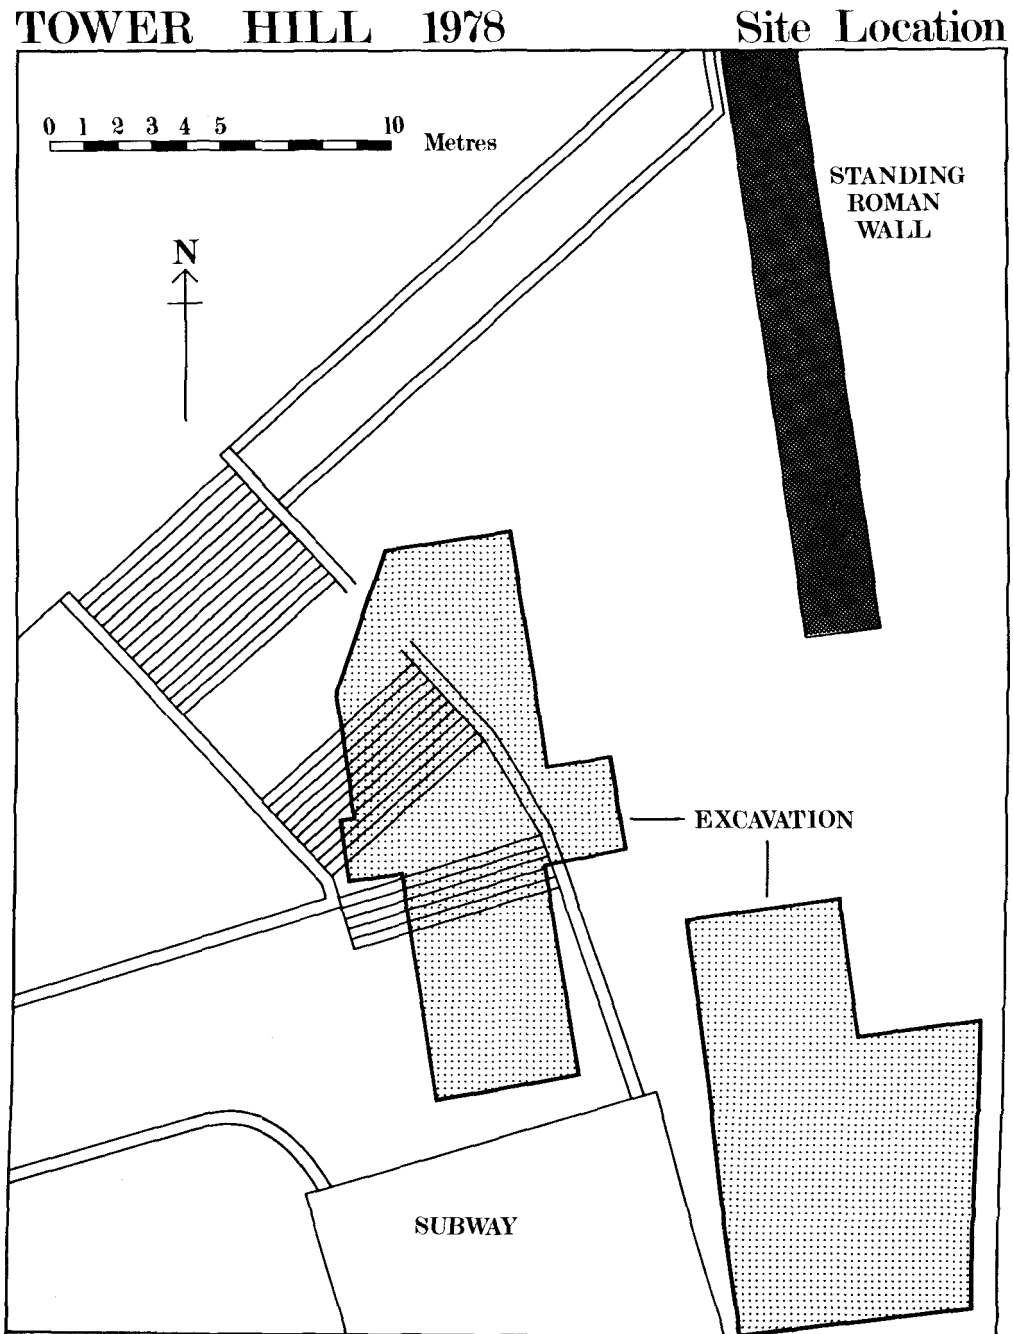 TOWER HILL 1978 Site Location
0 1 2 3 4 5 10 Metres
N
STANDING
ROMAN
WALL
EXCAVATION
SUBWAY